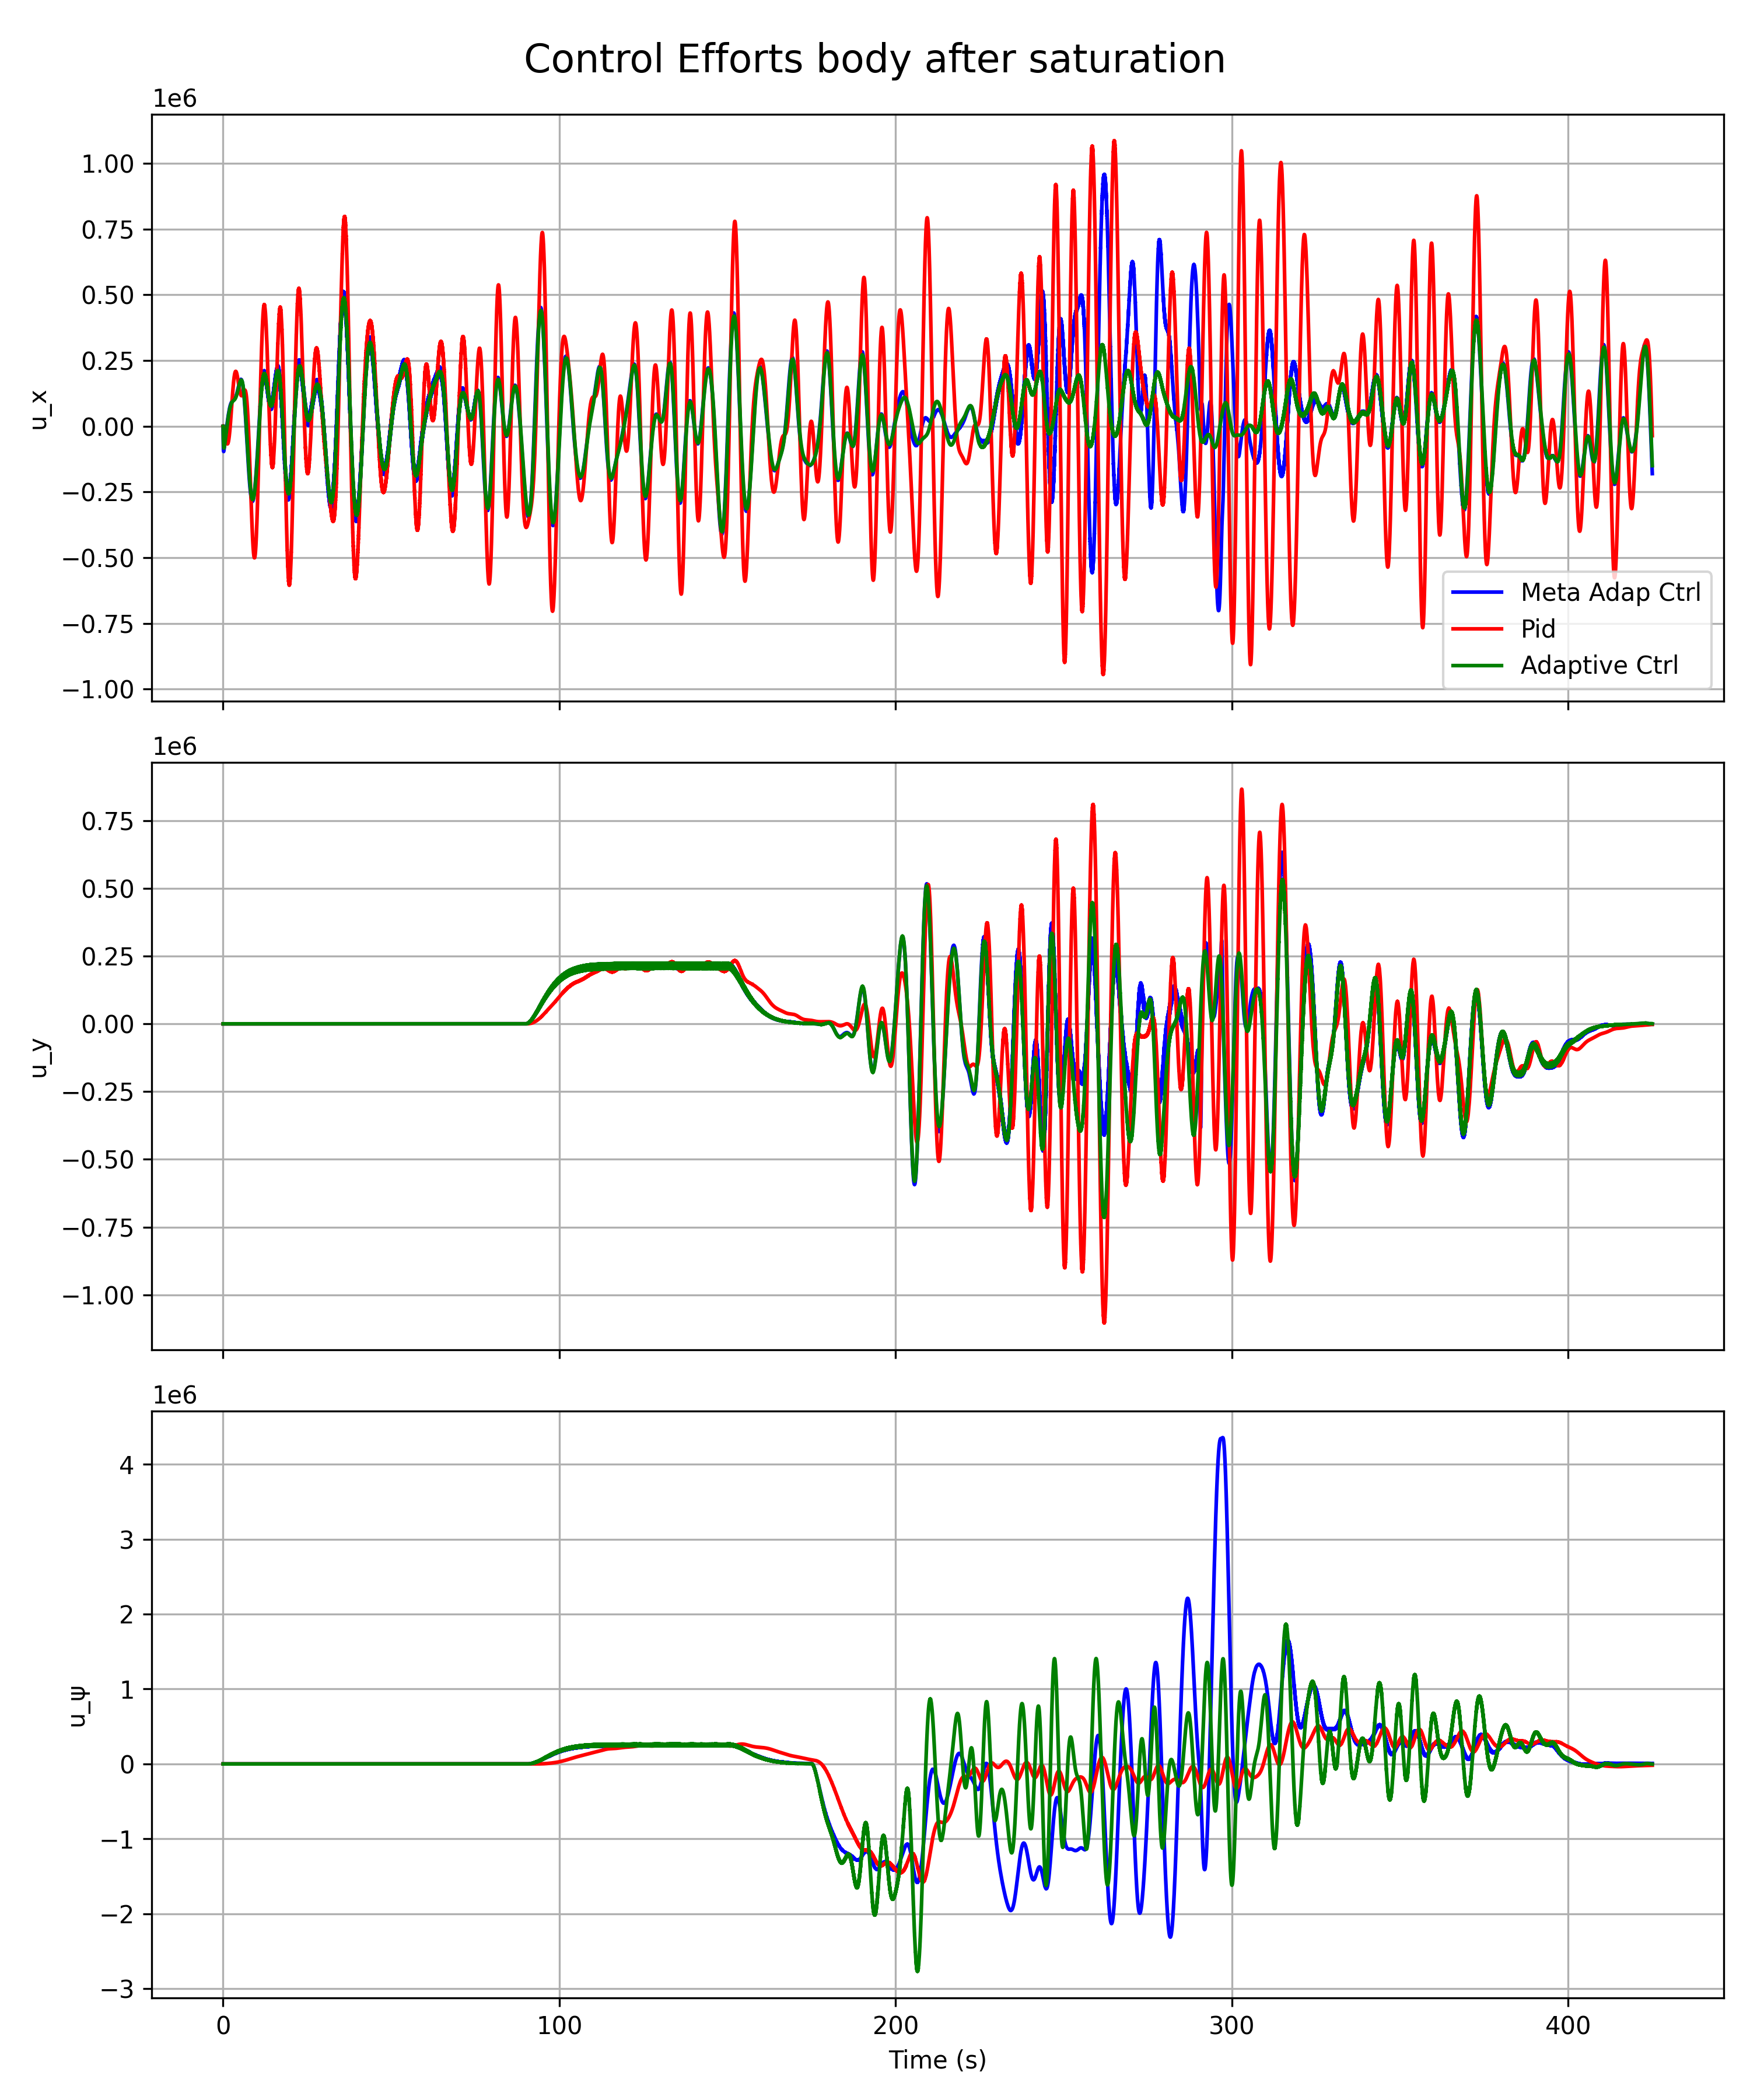 Control Efforts body after saturation
1e6
1.00
0.75
0.50
0.25
0.00
−0.25
−0.50
−0.75
−1.00
u_x
Meta Adap Ctrl
Pid
Adaptive Ctrl
1e6
0.75
0.50
0.25
0.00
−0.25
−0.50
−0.75
−1.00
u_y
1e6
4
3
2
1
0
−1
−2
−3
u_ψ
0 100 200 300 400
Time (s)